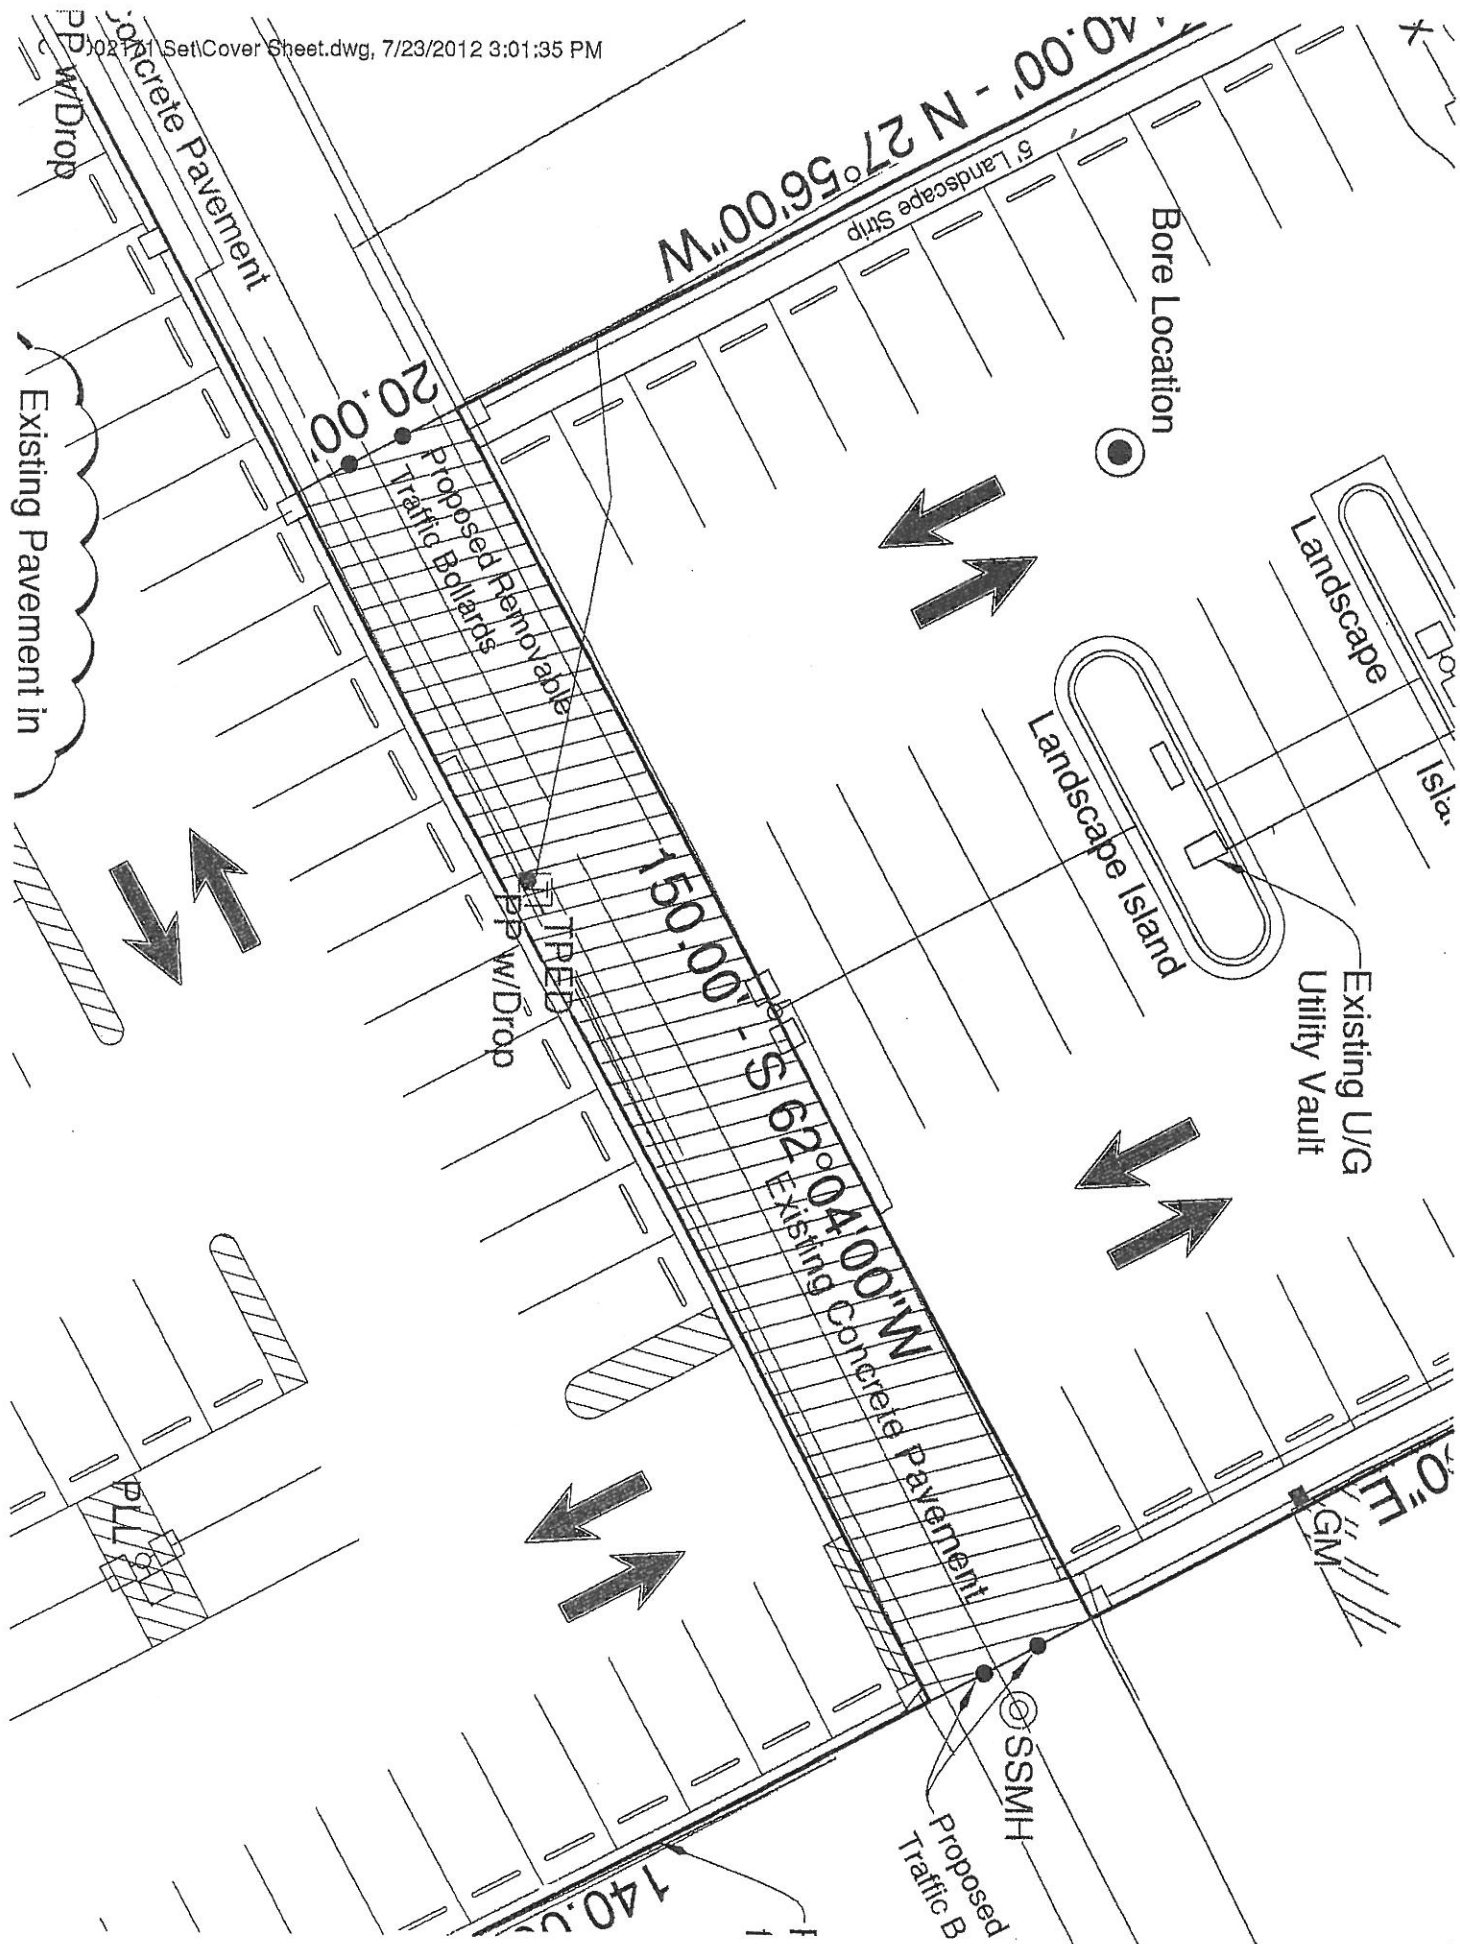 Set\Cover Sheet.dwg, 7/23/2012 3:01:35 PM
PP w/Drop
Concrete Pavement
40.00' - N 27°56'00"W
5' Landscape Strip
Bore Location
20.00'
Proposed Removable
Traffic Bollards
Existing Pavement in
Landscape
Landscape Island
Existing U/G
Utility Vault
TPED
PP w/Drop
150.00' - S 62°04'00"W
Existing Concrete Pavement
0"E
GM
PLL
SSMH
Proposed
Traffic B
140.0